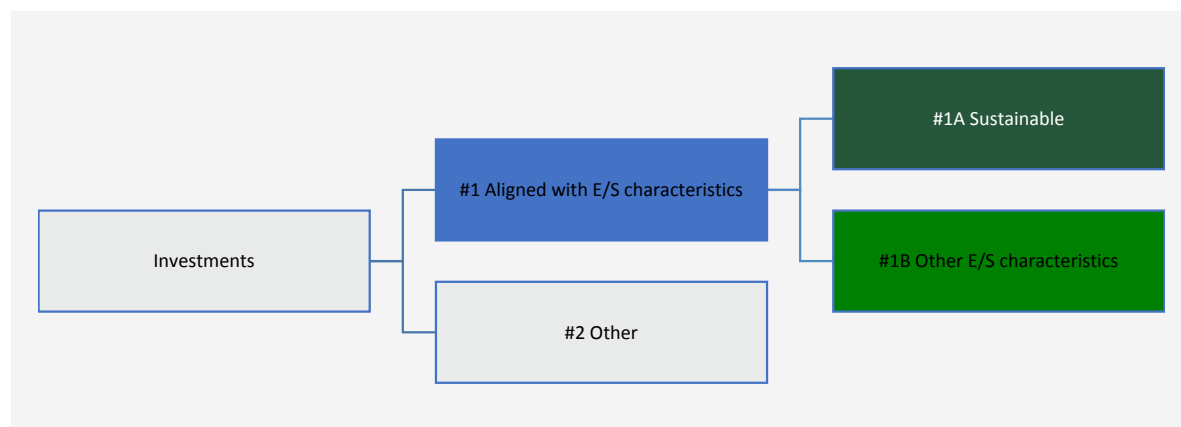 Investments
#1 Aligned with E/S characteristics
#2 Other
#1A Sustainable
#1B Other E/S characteristics